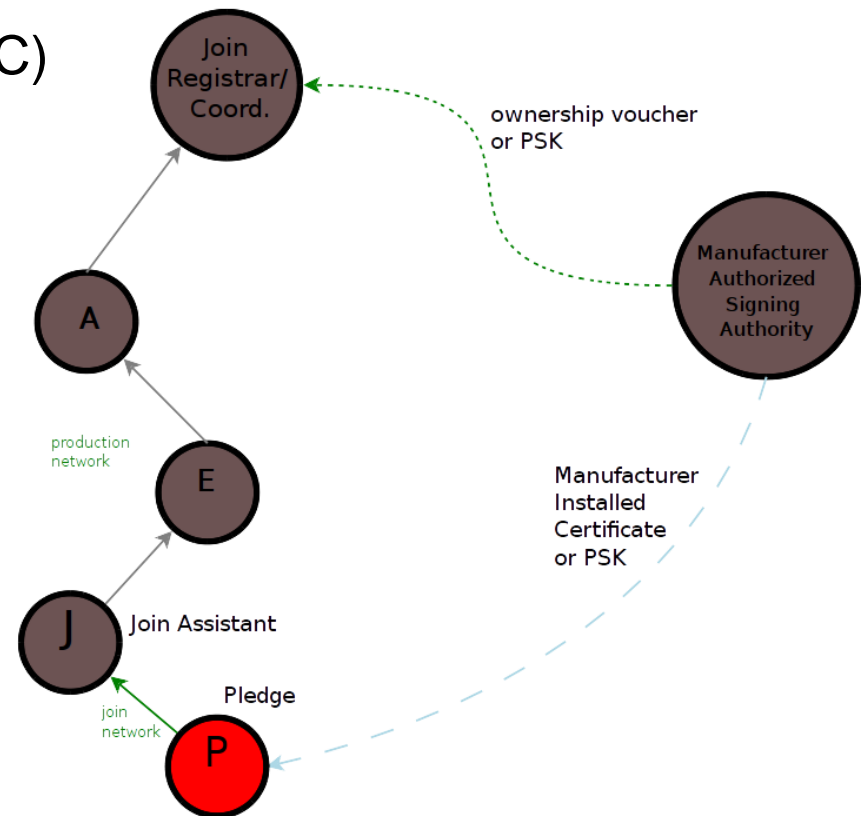 C)
Join
Registrar/
Coord.
ownership voucher
or PSK
Manufacturer
Authorized
Signing
Authority
A
production
network
E
Manufacturer
Installed
Certificate
or PSK
J
Join Assistant
Pledge
join
network
P